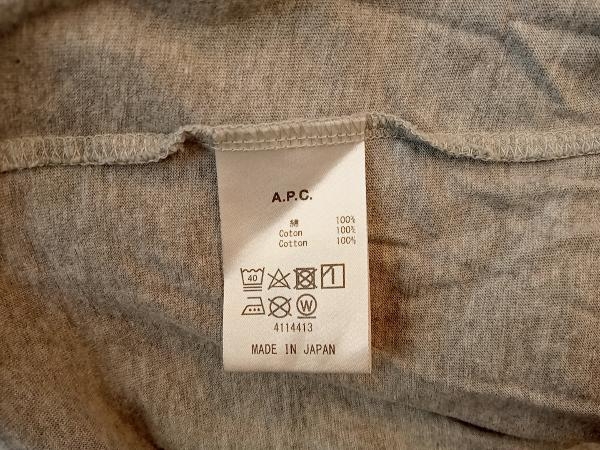 A.P.C.
綿 100%
Coton 100%
Cotton 100%
40
W
4114413
MADE IN JAPAN